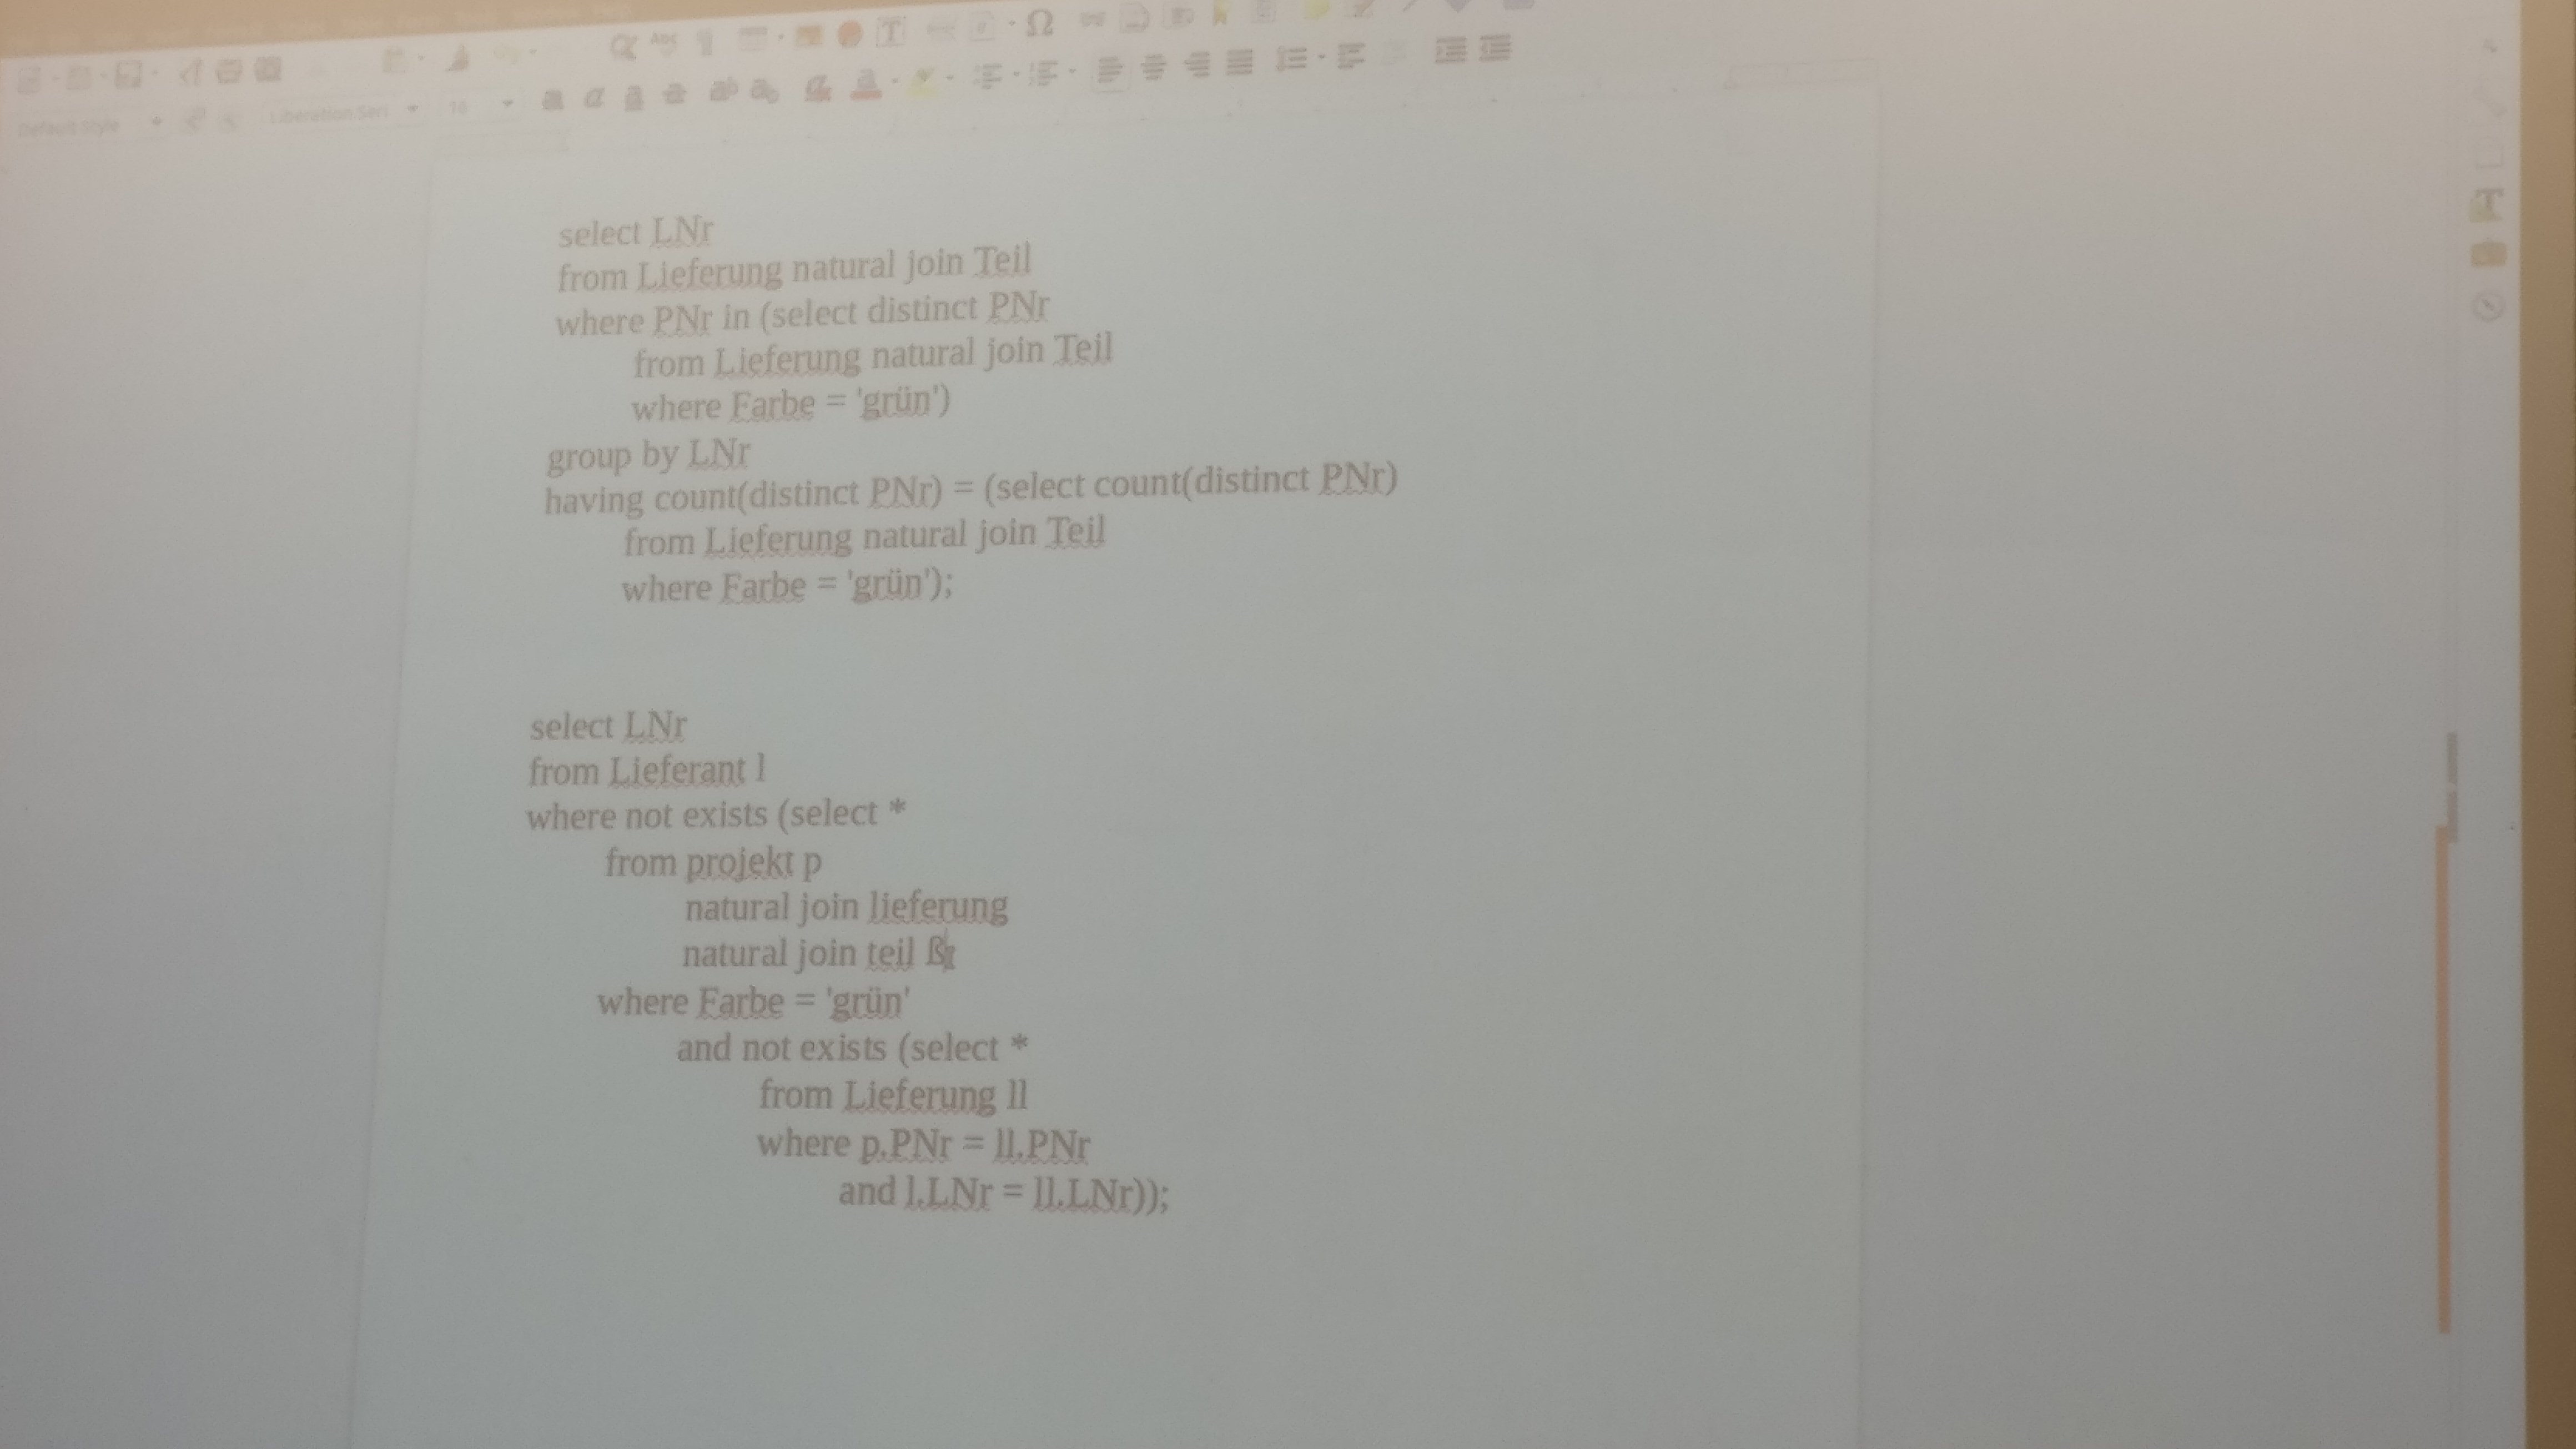 Ω
Default Style
Liberation Seri
16
select LNr
from Lieferung natural join Teil
where PNr in (select distinct PNr
from Lieferung natural join Teil
where Farbe = 'grün')
group by LNr
having count(distinct PNr) = (select count(distinct PNr)
from Lieferung natural join Teil
where Farbe = 'grün');
select LNr
from Lieferant l
where not exists (select *
from projekt p
natural join lieferung
natural join teil
where Farbe = 'grün'
and not exists (select *
from Lieferung ll
where p.PNr = ll.PNr
and l.LNr = ll.LNr));